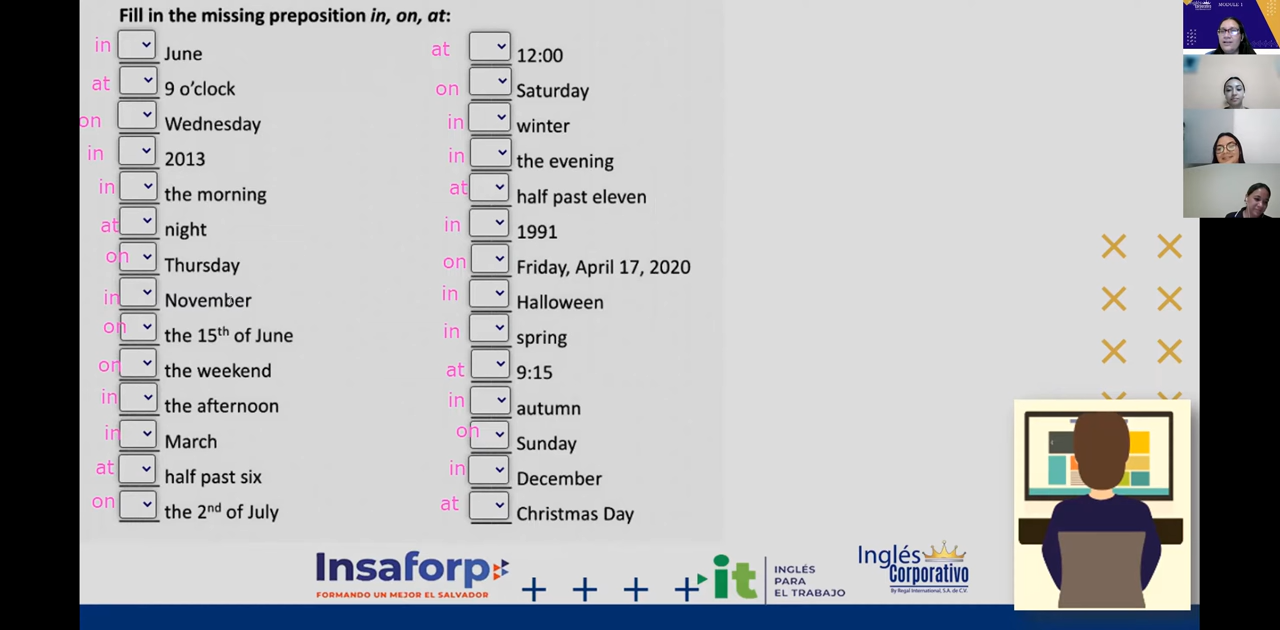 Fill in the missing preposition in, on, at:
in June
at 9 o'clock
on Wednesday
in 2013
in the morning
at night
on Thursday
in November
on the 15th of June
on the weekend
in the afternoon
in March
at half past six
on the 2nd of July
at 12:00
on Saturday
in winter
in the evening
at half past eleven
in 1991
on Friday, April 17, 2020
in Halloween
in spring
at 9:15
in autumn
on Sunday
in December
at Christmas Day
Insaforp
FORMANDO UN MEJOR EL SALVADOR
it
INGLÉS
PARA
EL TRABAJO
Inglés
Corporativo
By Regal International, S.A. de C.V.
MODULE 1